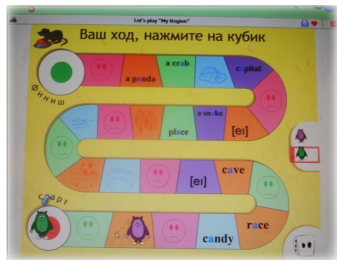 Let's play "My Region"
Ваш ход, нажмите на кубик
a panda
a crab
capital
финиш
place
a snake
[eɪ]
[eɪ]
cave
старт
candy
race